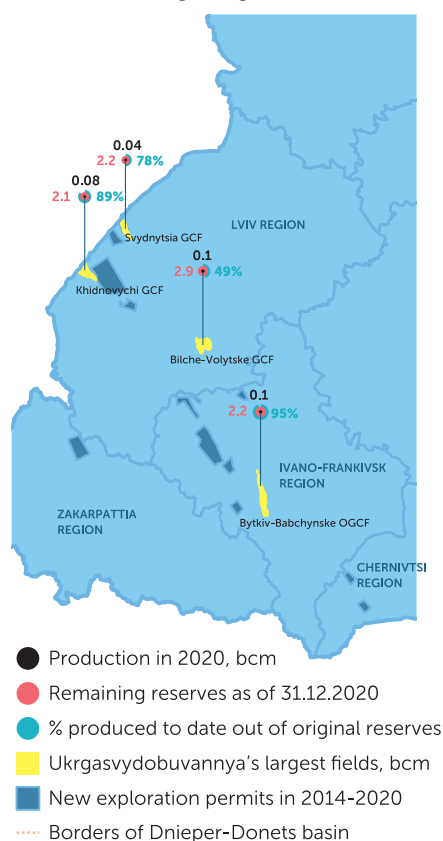 0.04
2.2 78%
0.08
2.1 89%
LVIV REGION
Svydnytsia GCF
0.1
2.9 49%
Khidnovychi GCF
Bilche-Volytske GCF
0.1
2.2 95%
IVANO-FRANKIVSK
REGION
ZAKARPATTIA
REGION
Bytkiv-Babchynske OGCF
CHERNIVTSI
REGION
Production in 2020, bcm
Remaining reserves as of 31.12.2020
% produced to date out of original reserves
Ukrgasvydobuvannya's largest fields, bcm
New exploration permits in 2014-2020
Borders of Dnieper-Donets basin